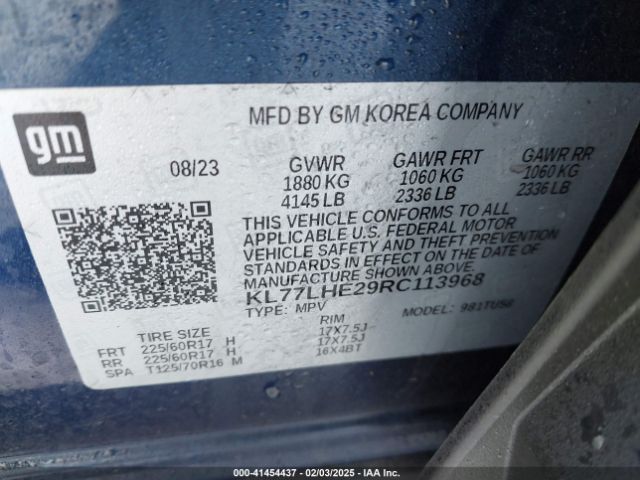 gm
MFD BY GM KOREA COMPANY
08/23 GVWR GAWR FRT GAWR RR
1880 KG 1060 KG 1060 KG
4145 LB 2336 LB 2336 LB
THIS VEHICLE CONFORMS TO ALL
APPLICABLE U.S. FEDERAL MOTOR
VEHICLE SAFETY AND THEFT PREVENTION
STANDARDS IN EFFECT ON THE DATE OF
MANUFACTURE SHOWN ABOVE.
KL77LHE29RC113968
TYPE: MPV MODEL: 981TU58
TIRE SIZE RIM
FRT 225/60R17 H 17X7.5J
RR 225/60R17 H 17X7.5J
SPA T125/70R16 M 16X4BT
000-41454437 - 02/03/2025 - IAA Inc.